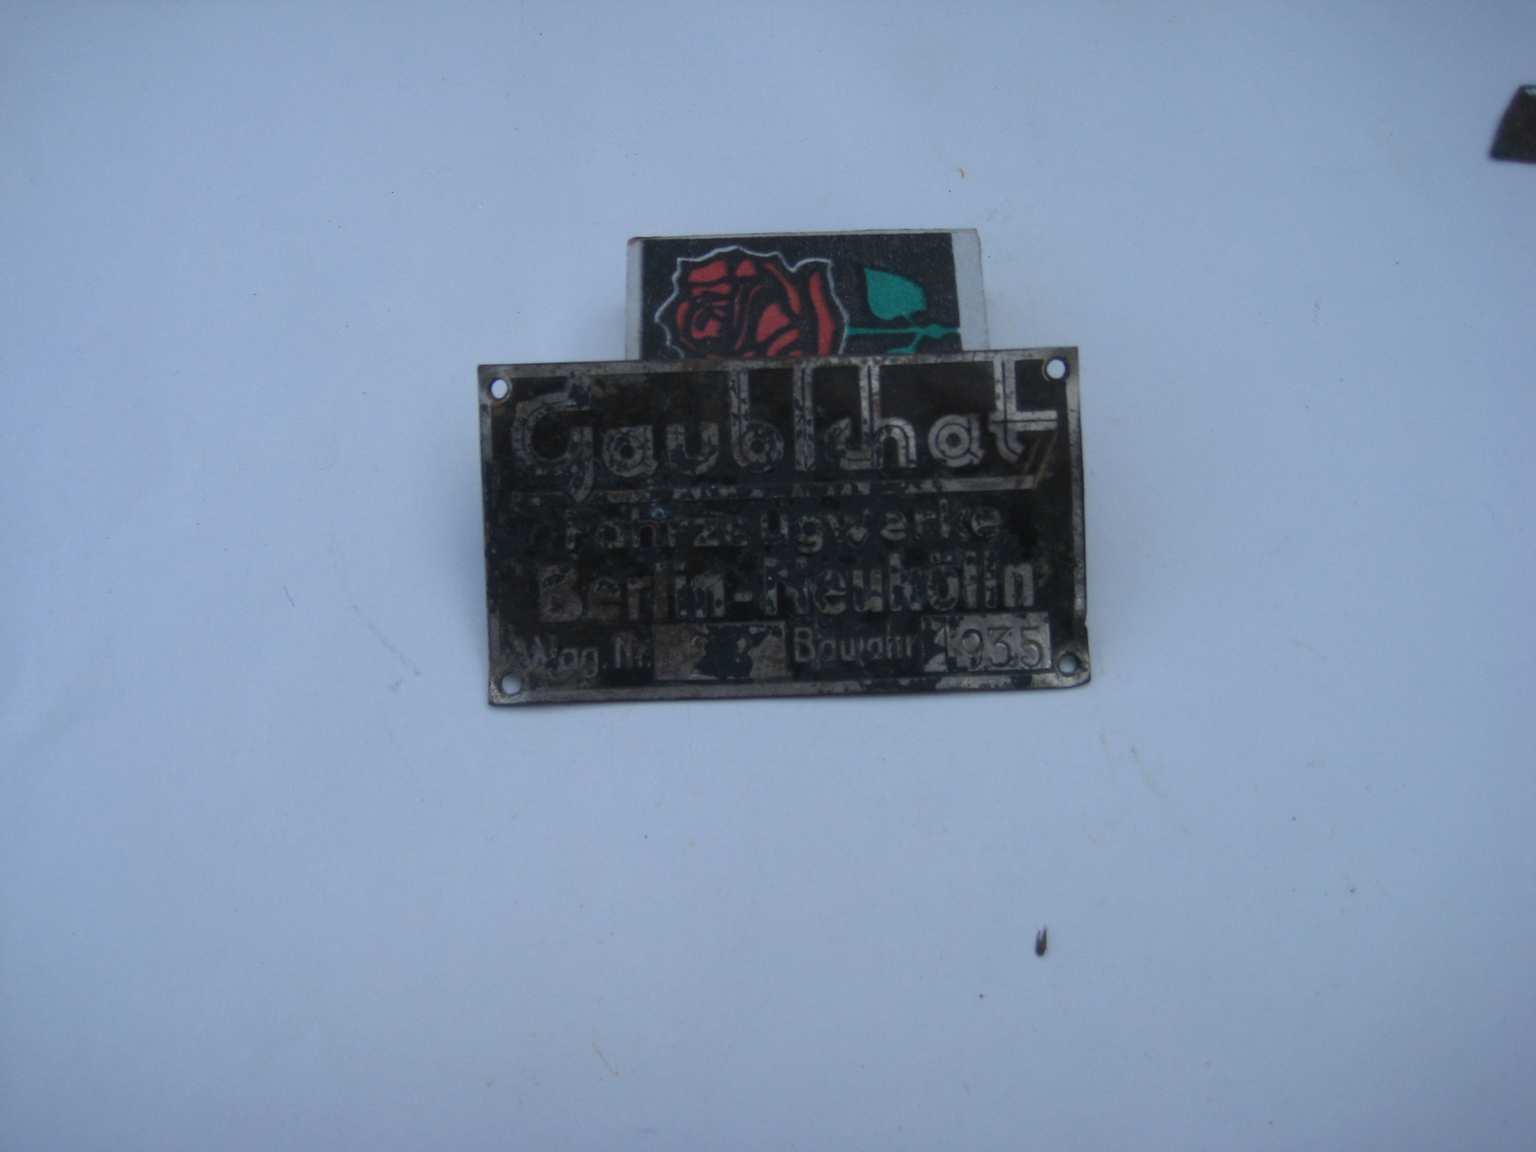 Gaubschat
Fahrzeugwerke
Berlin-Neukölln
Wag. Nr. Baujahr 1935